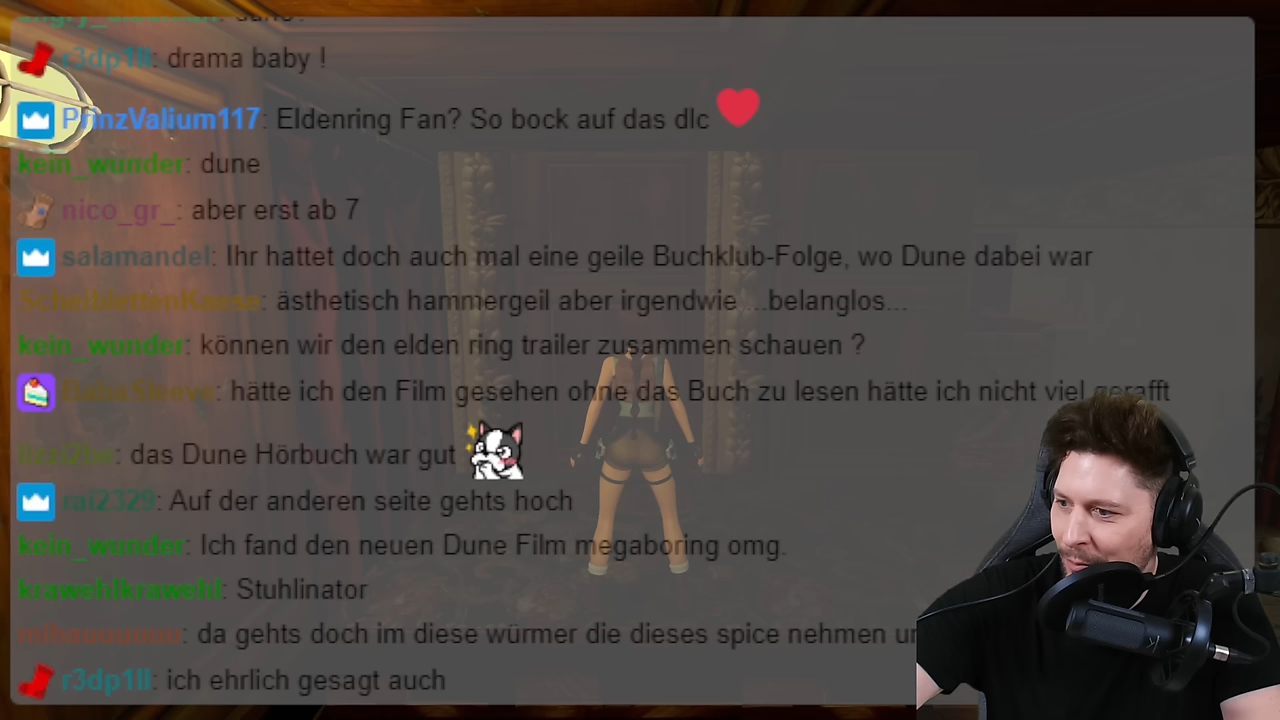 r3dp1ll: drama baby !
PrinzValium117: Eldenring Fan? So bock auf das dlc
kein_wunder: dune
nico_gr_: aber erst ab 7
salamandel: Ihr hattet doch auch mal eine geile Buchklub-Folge, wo Dune dabei war
ScheiblettenKaese: ästhetisch hammergeil aber irgendwie ...belanglos...
kein_wunder: können wir den elden ring trailer zusammen schauen ?
hätte ich den Film gesehen ohne das Buch zu lesen hätte ich nicht viel gerafft
das Dune Hörbuch war gut
rai2329: Auf der anderen seite gehts hoch
kein_wunder: Ich fand den neuen Dune Film megaboring omg.
krawehlkrawehl: Stuhlinator
da gehts doch im diese würmer die dieses spice nehmen
r3dp1ll: ich ehrlich gesagt auch